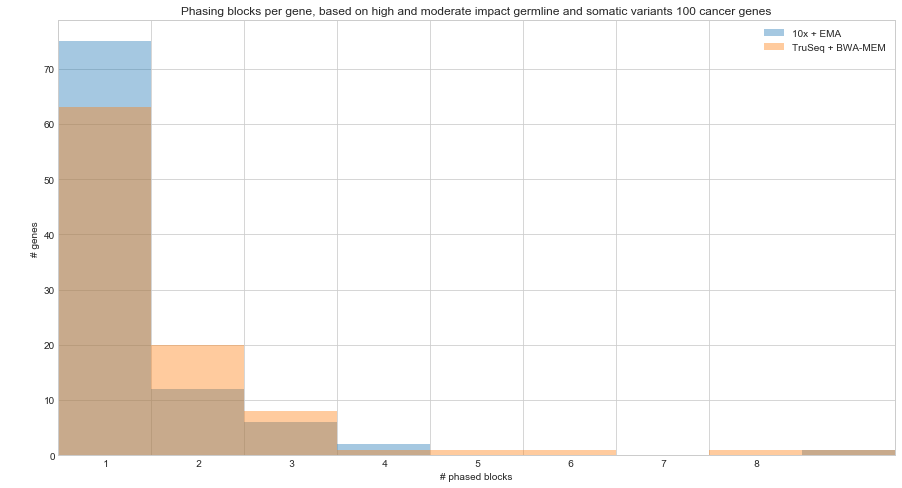 Phasing blocks per gene, based on high and moderate impact germline and somatic variants 100 cancer genes
10x + EMA
TruSeq + BWA-MEM
# genes
70
60
50
40
30
20
10
0
1 2 3 4 5 6 7 8
# phased blocks